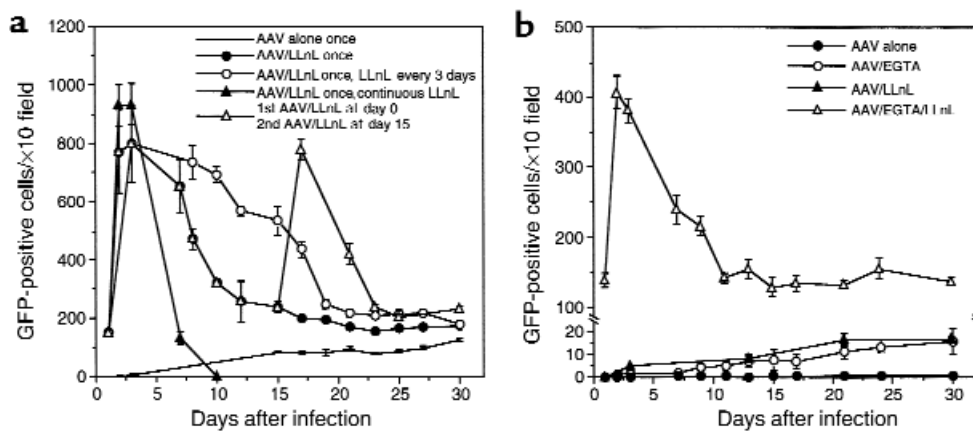 a
1200
1000
800
600
400
200
0
GFP-positive cells/×10 field
AAV alone once
AAV/LLnL once
AAV/LLnL once, LLnL every 3 days
AAV/LLnL once,continuous LLnL
1st AAV/LLnL at day 0
2nd AAV/LLnL at day 15
0 5 10 15 20 25 30
Days after infection
b
500
400
300
200
150
100
20
10
0
GFP-positive cells/×10 field
AAV alone
AAV/EGTA
AAV/LLnL
AAV/EGTA/LLnL
0 5 10 15 20 25 30
Days after infection